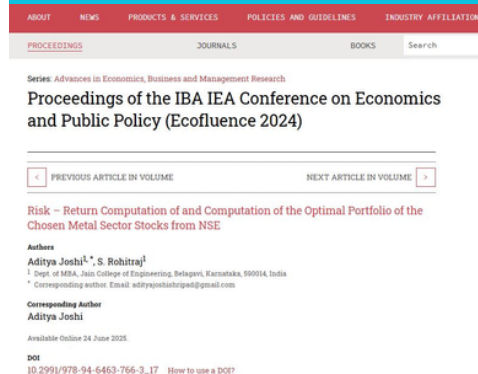 ABOUT NEWS PRODUCTS & SERVICES POLICIES AND GUIDELINES INDUSTRY AFFILIATION
PROCEEDINGS JOURNALS BOOKS Search
Series: Advances in Economics, Business and Management Research
Proceedings of the IBA IEA Conference on Economics
and Public Policy (Ecofluence 2024)
< PREVIOUS ARTICLE IN VOLUME NEXT ARTICLE IN VOLUME >
Risk – Return Computation of and Computation of the Optimal Portfolio of the
Chosen Metal Sector Stocks from NSE
Authors
Aditya Joshi1, *, S. Rohitraj1
1 Dept. of MBA, Jain College of Engineering, Belagavi, Karnataka, 590014, India
* Corresponding author. Email: adityajoshishripad@gmail.com
Corresponding Author
Aditya Joshi
Available Online 24 June 2025.
DOI
10.2991/978-94-6463-766-3_17 How to use a DOI?